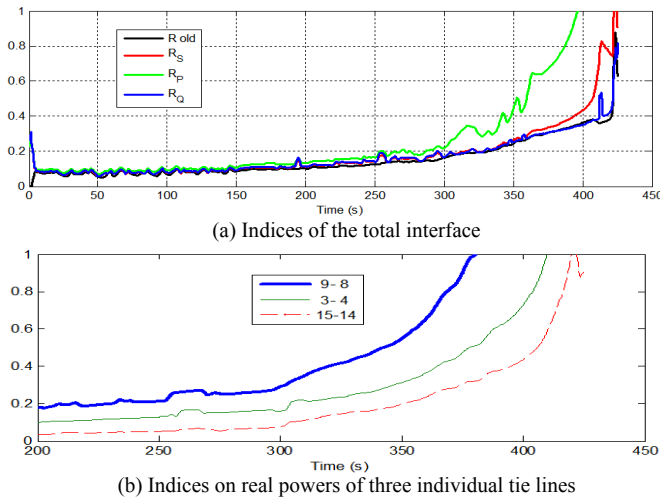 1
0.8
0.6
0.4
0.2
0
R old
R_S
R_P
R_Q
0 50 100 150 200 250 300 350 400 450
Time (s)
(a) Indices of the total interface
1
0.8
0.6
0.4
0.2
0
9- 8
3- 4
15-14
200 250 300 350 400 450
Time (s)
(b) Indices on real powers of three individual tie lines